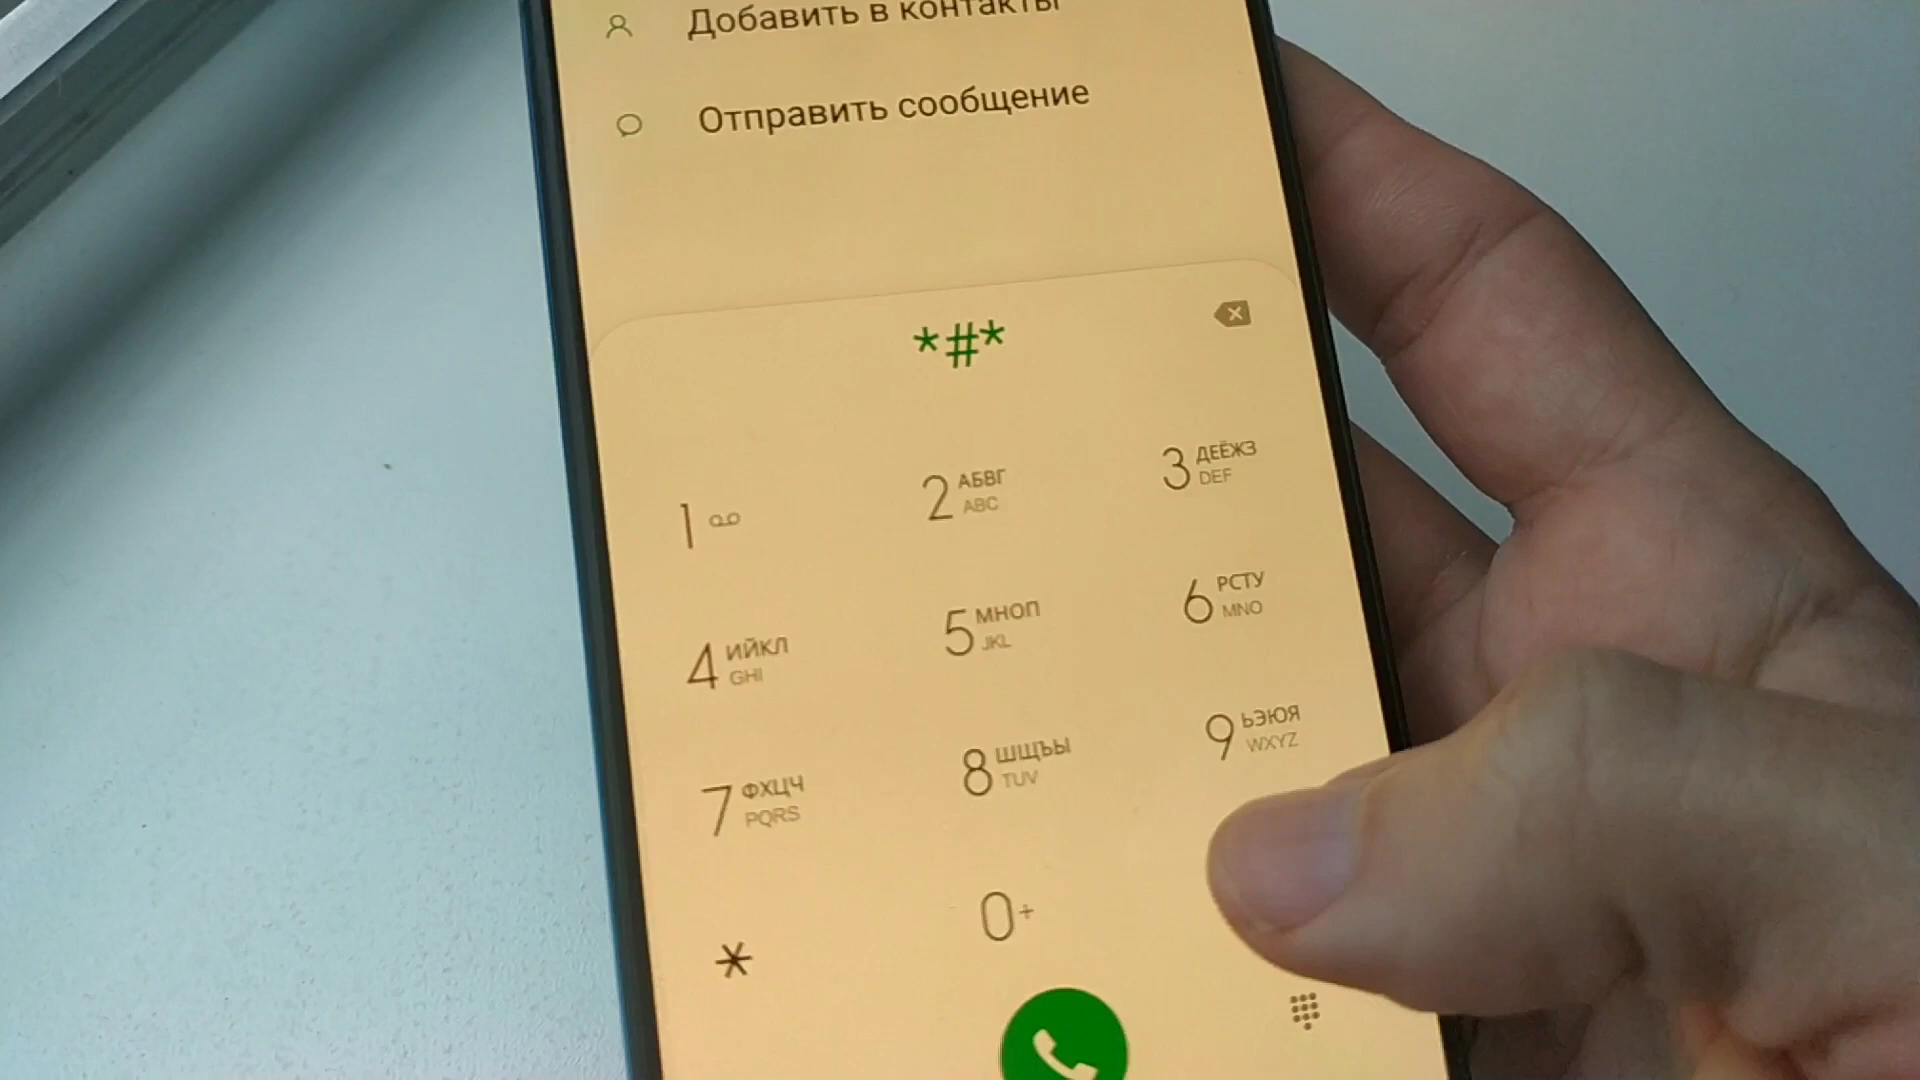 Добавить в контакты
Отправить сообщение
*#*
1
2 АБВГ ABC
3 ДЕЁЖЗ DEF
4 ИЙКЛ GHI
5 МНОП JKL
6 РСТУ MNO
7 ФХЦЧ PQRS
8 ШЩЪЫ TUV
9 ЬЭЮЯ WXYZ
*
0 +